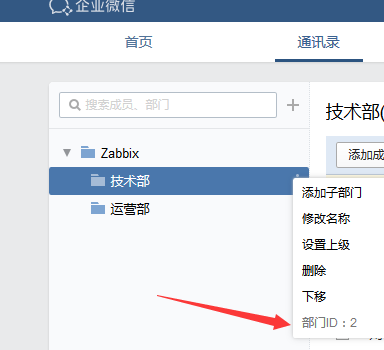 企业微信
首页
通讯录
搜索成员、部门
技术部(
Zabbix
添加成
技术部
运营部
添加子部门
修改名称
设置上级
删除
下移
部门ID：2